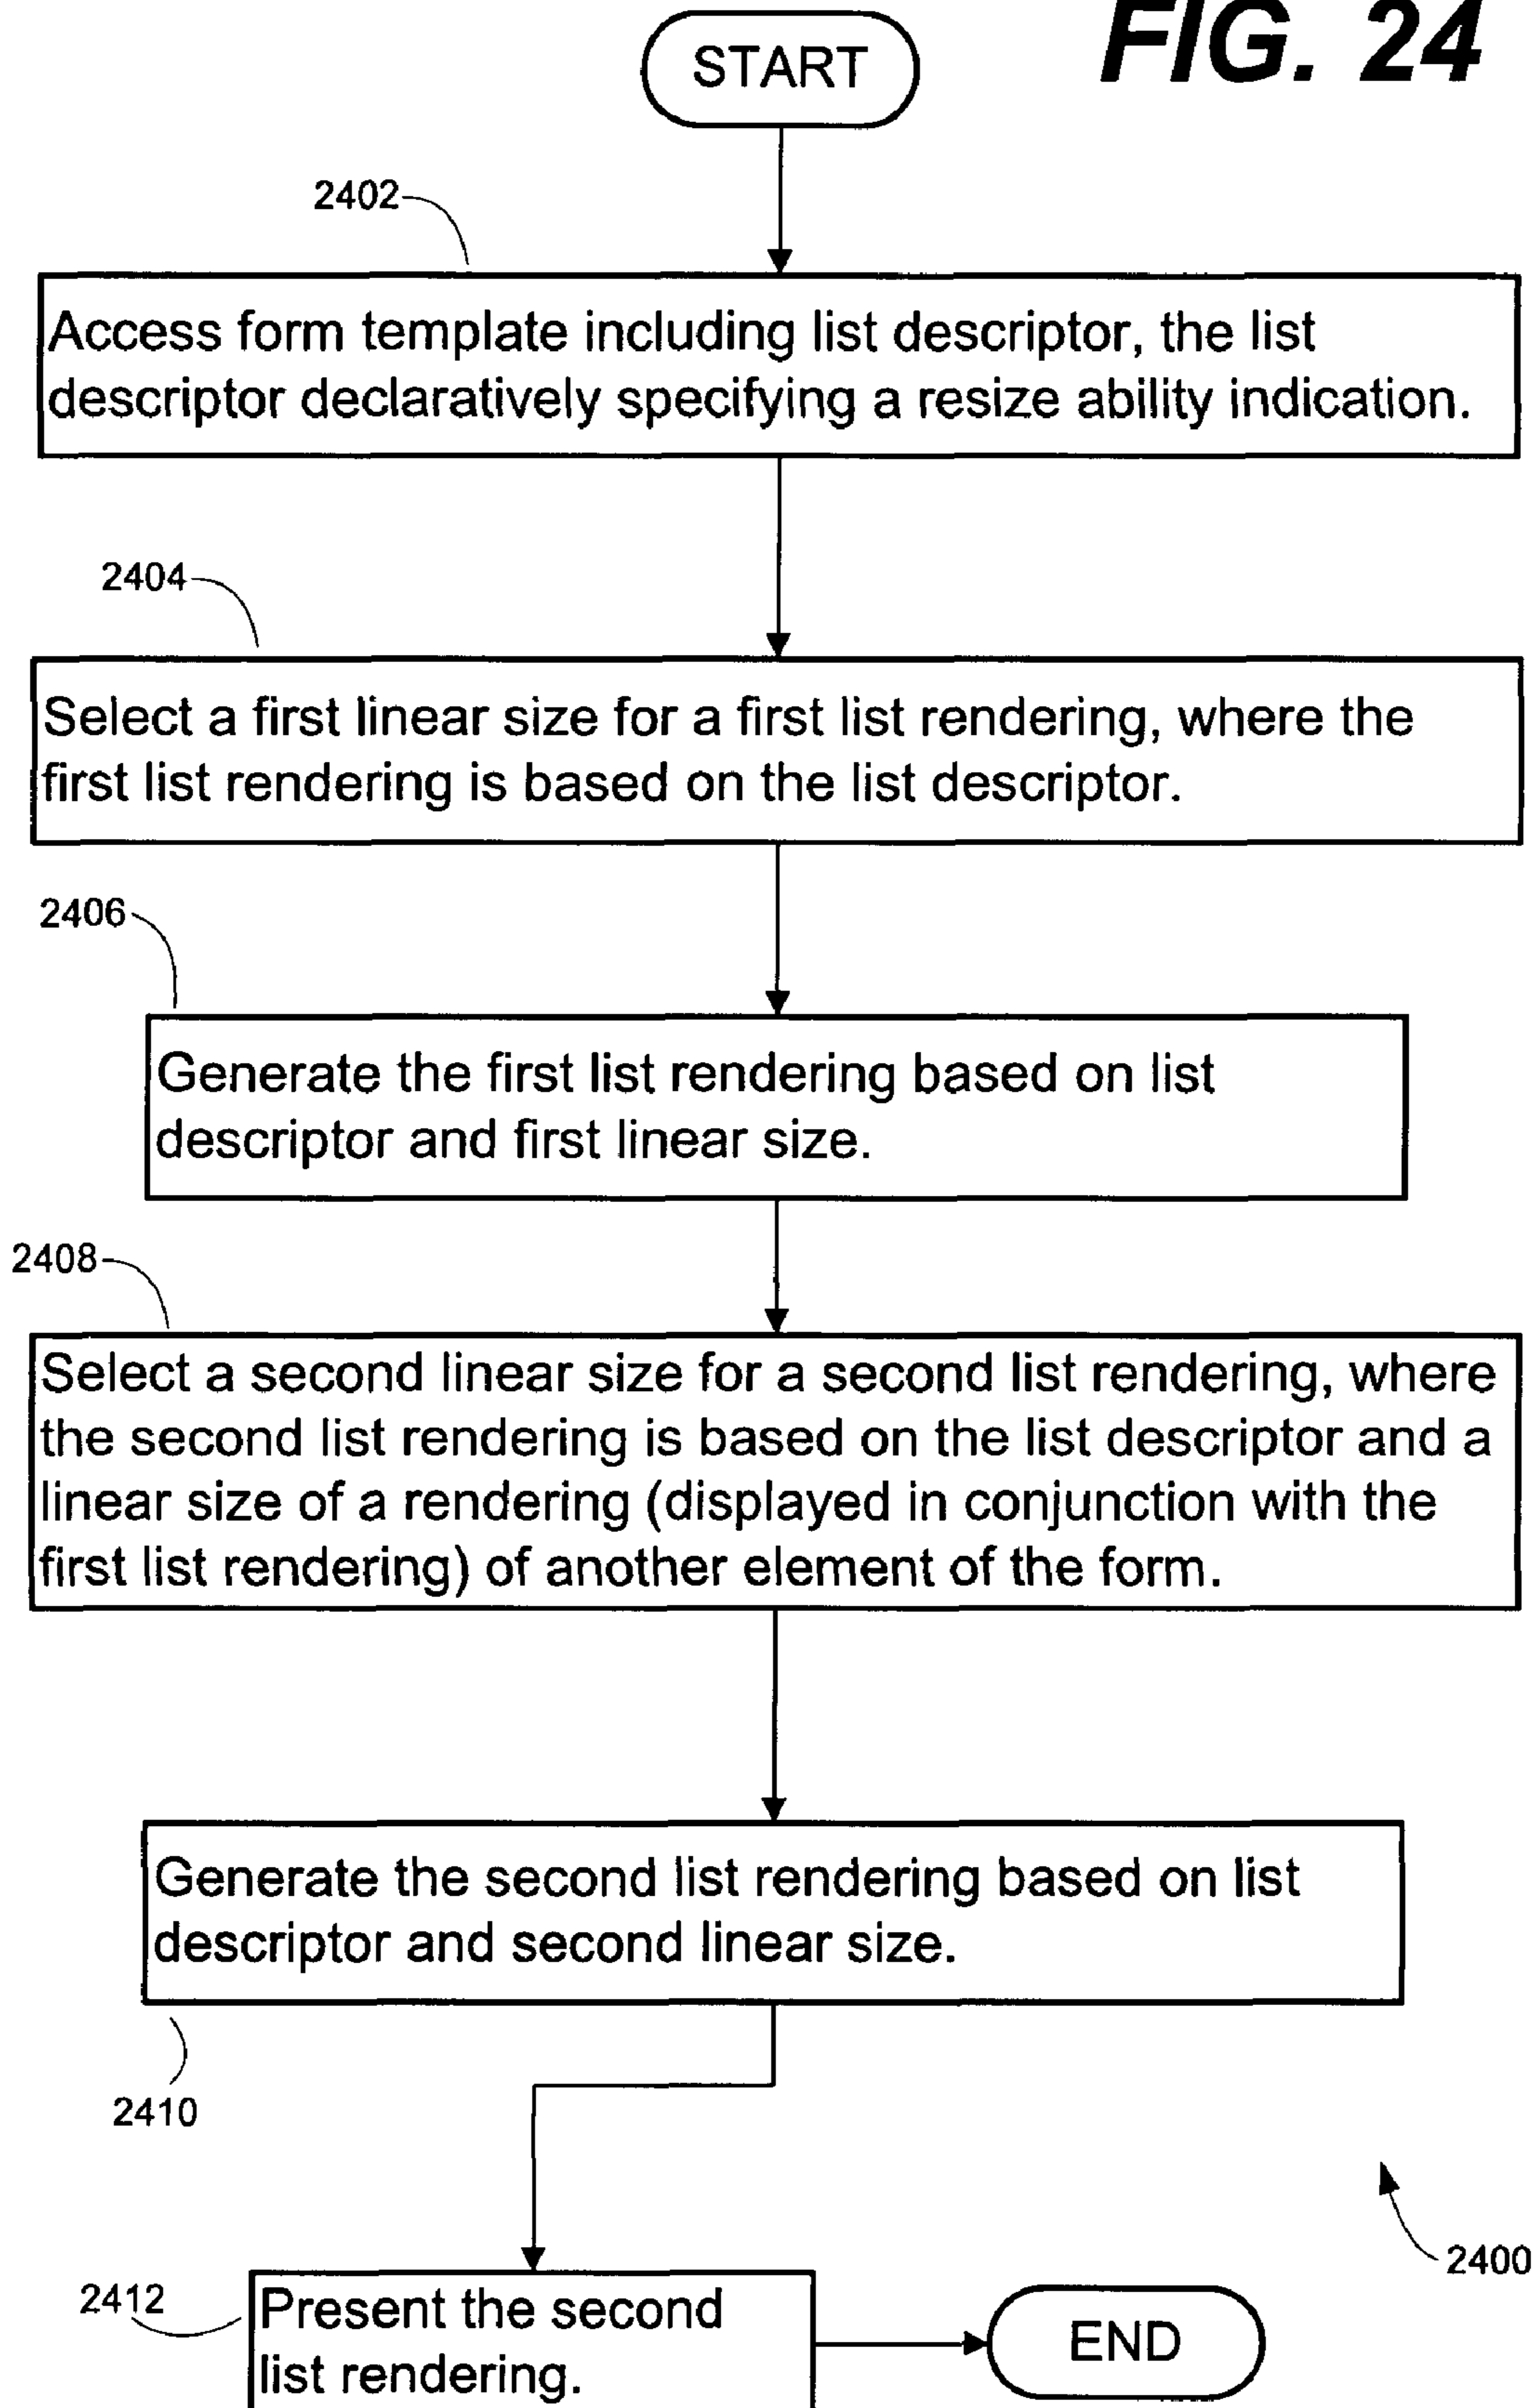 FIG. 24
START
2402
Access form template including list descriptor, the list
descriptor declaratively specifying a resize ability indication.
2404
Select a first linear size for a first list rendering, where the
first list rendering is based on the list descriptor.
2406
Generate the first list rendering based on list
descriptor and first linear size.
2408
Select a second linear size for a second list rendering, where
the second list rendering is based on the list descriptor and a
linear size of a rendering (displayed in conjunction with the
first list rendering) of another element of the form.
Generate the second list rendering based on list
descriptor and second linear size.
2410
2400
2412
Present the second
list rendering.
END